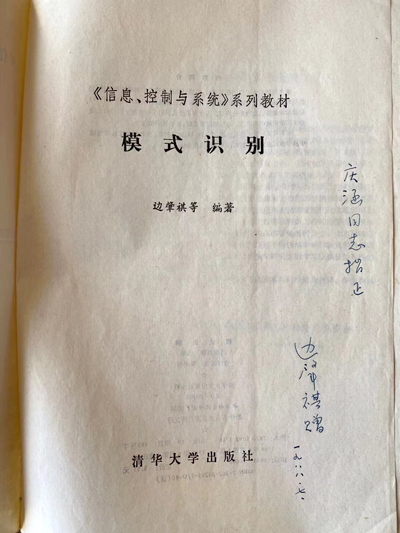 《信息、控制与系统》系列教材
模式识别
边肇祺等 编著
清华大学出版社
庆涵同志指正
边肇祺赠
一九八八.七.